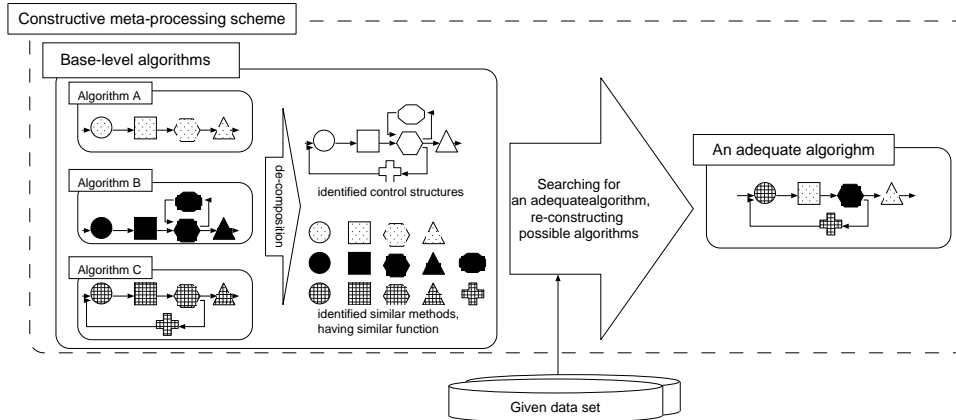 Constructive meta-processing scheme
Base-level algorithms
Algorithm A
Algorithm B
Algorithm C
de-composition
identified control structures
identified similar methods,
having similar function
Searching for
an adequatealgorithm,
re-constructing
possible algorithms
An adequate algorighm
Given data set